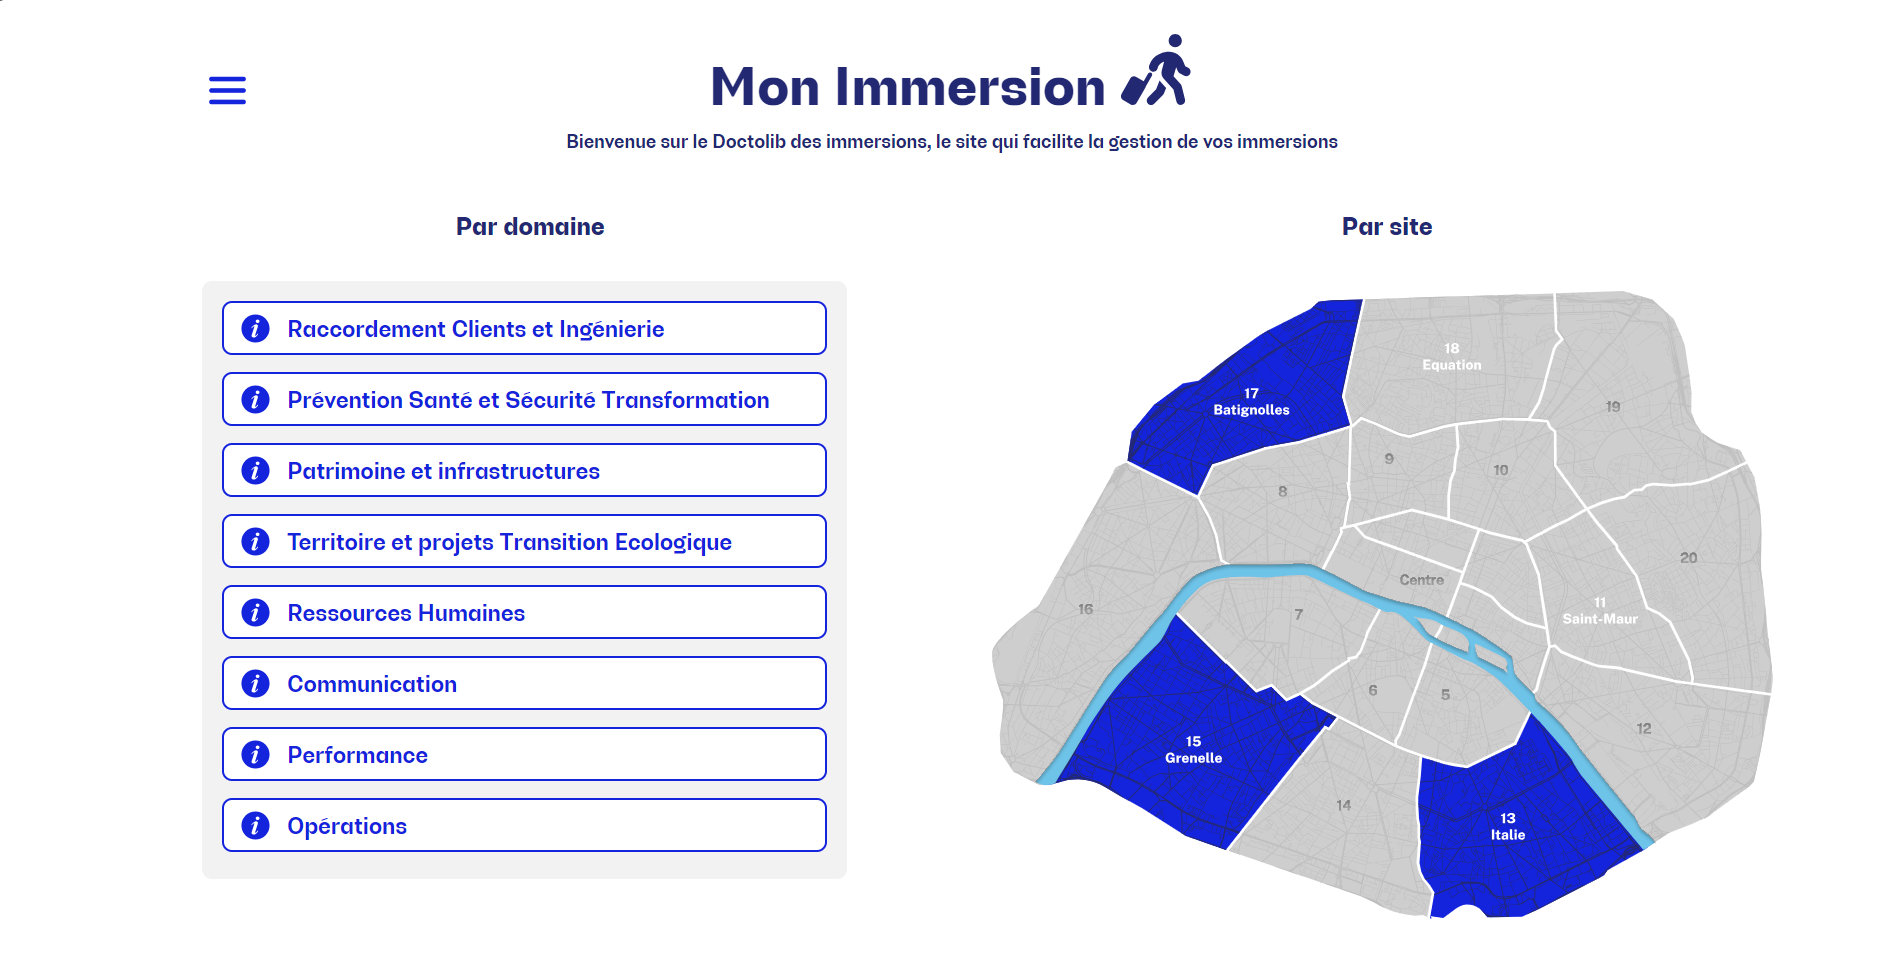 Mon Immersion
Bienvenue sur le Doctolib des immersions, le site qui facilite la gestion de vos immersions
Par domaine
Raccordement Clients et Ingénierie
Prévention Santé et Sécurité Transformation
Patrimoine et infrastructures
Territoire et projets Transition Ecologique
Ressources Humaines
Communication
Performance
Opérations
Par site
18
Equation
17
Batignolles
19
9
10
8
20
Centre
16
7
11
Saint-Maur
6
5
12
15
Grenelle
14
13
Italie